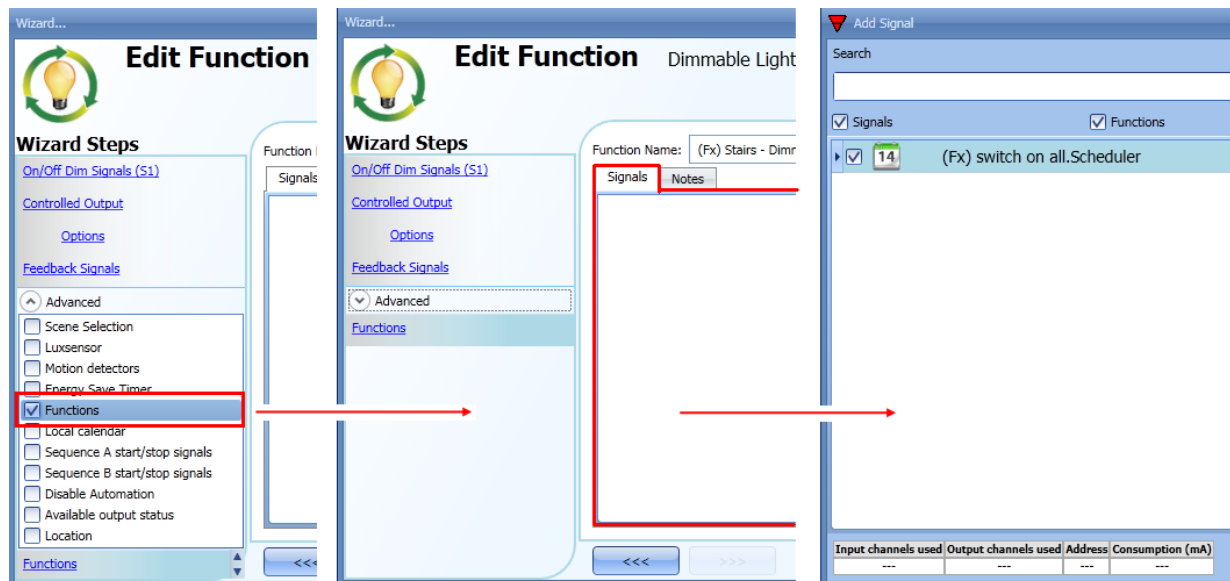 Wizard...
Edit Function
Wizard Steps
On/Off Dim Signals (S1)
Controlled Output
Options
Feedback Signals
Advanced
Scene Selection
Luxsensor
Motion detectors
Energy Save Timer
Functions
Local calendar
Sequence A start/stop signals
Sequence B start/stop signals
Disable Automation
Available output status
Location
Functions
Function
Signals
<<<
Wizard...
Edit Function Dimmable Light
Wizard Steps
On/Off Dim Signals (S1)
Controlled Output
Options
Feedback Signals
Advanced
Functions
Function Name: (Fx) Stairs - Dimm
Signals Notes
<<< >>>
Add Signal
Search
Signals Functions
14 (Fx) switch on all.Scheduler
Input channels used Output channels used Address Consumption (mA)
--- --- --- ---